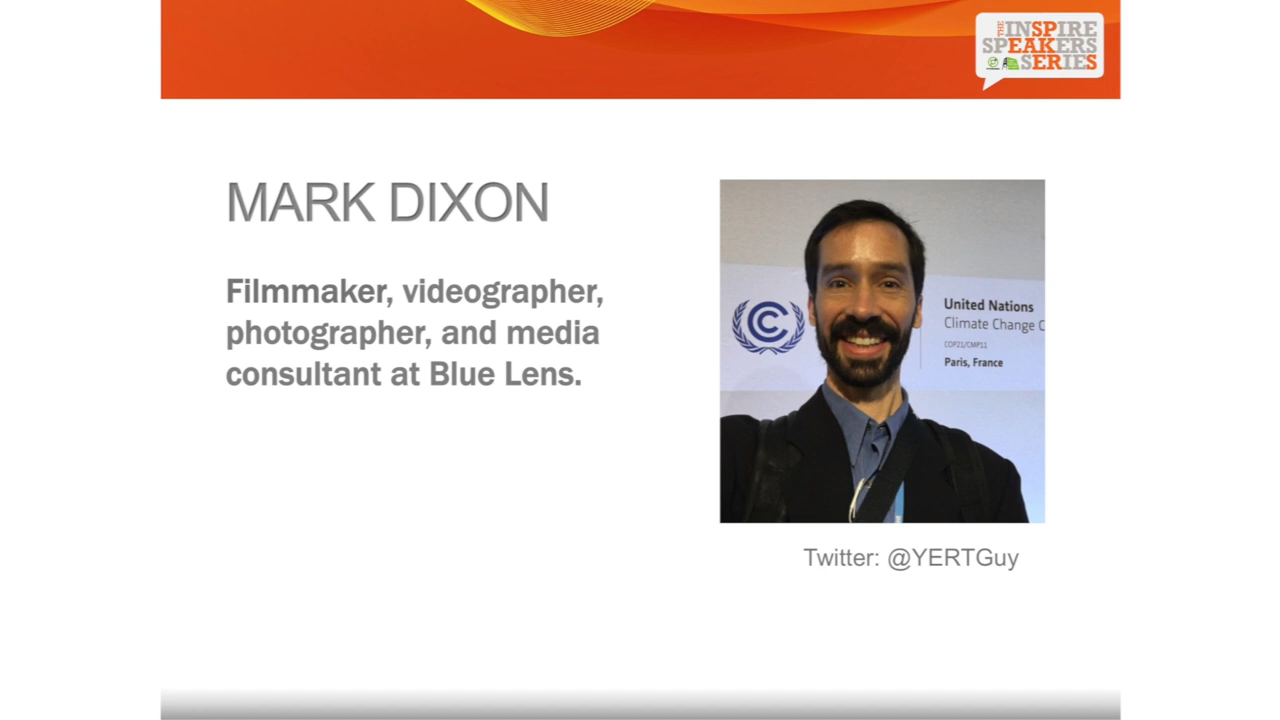 THE INSPIRE
SPEAKERS
SERIES
MARK DIXON
Filmmaker, videographer,
photographer, and media
consultant at Blue Lens.
United Nations
Climate Change C
COP21/CMP11
Paris, France
Twitter: @YERTGuy